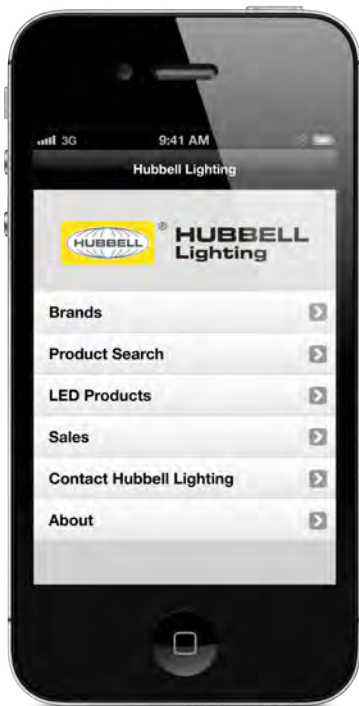 3G 9:41 AM
Hubbell Lighting
HUBBELL ® HUBBELL
Lighting
Brands
Product Search
LED Products
Sales
Contact Hubbell Lighting
About